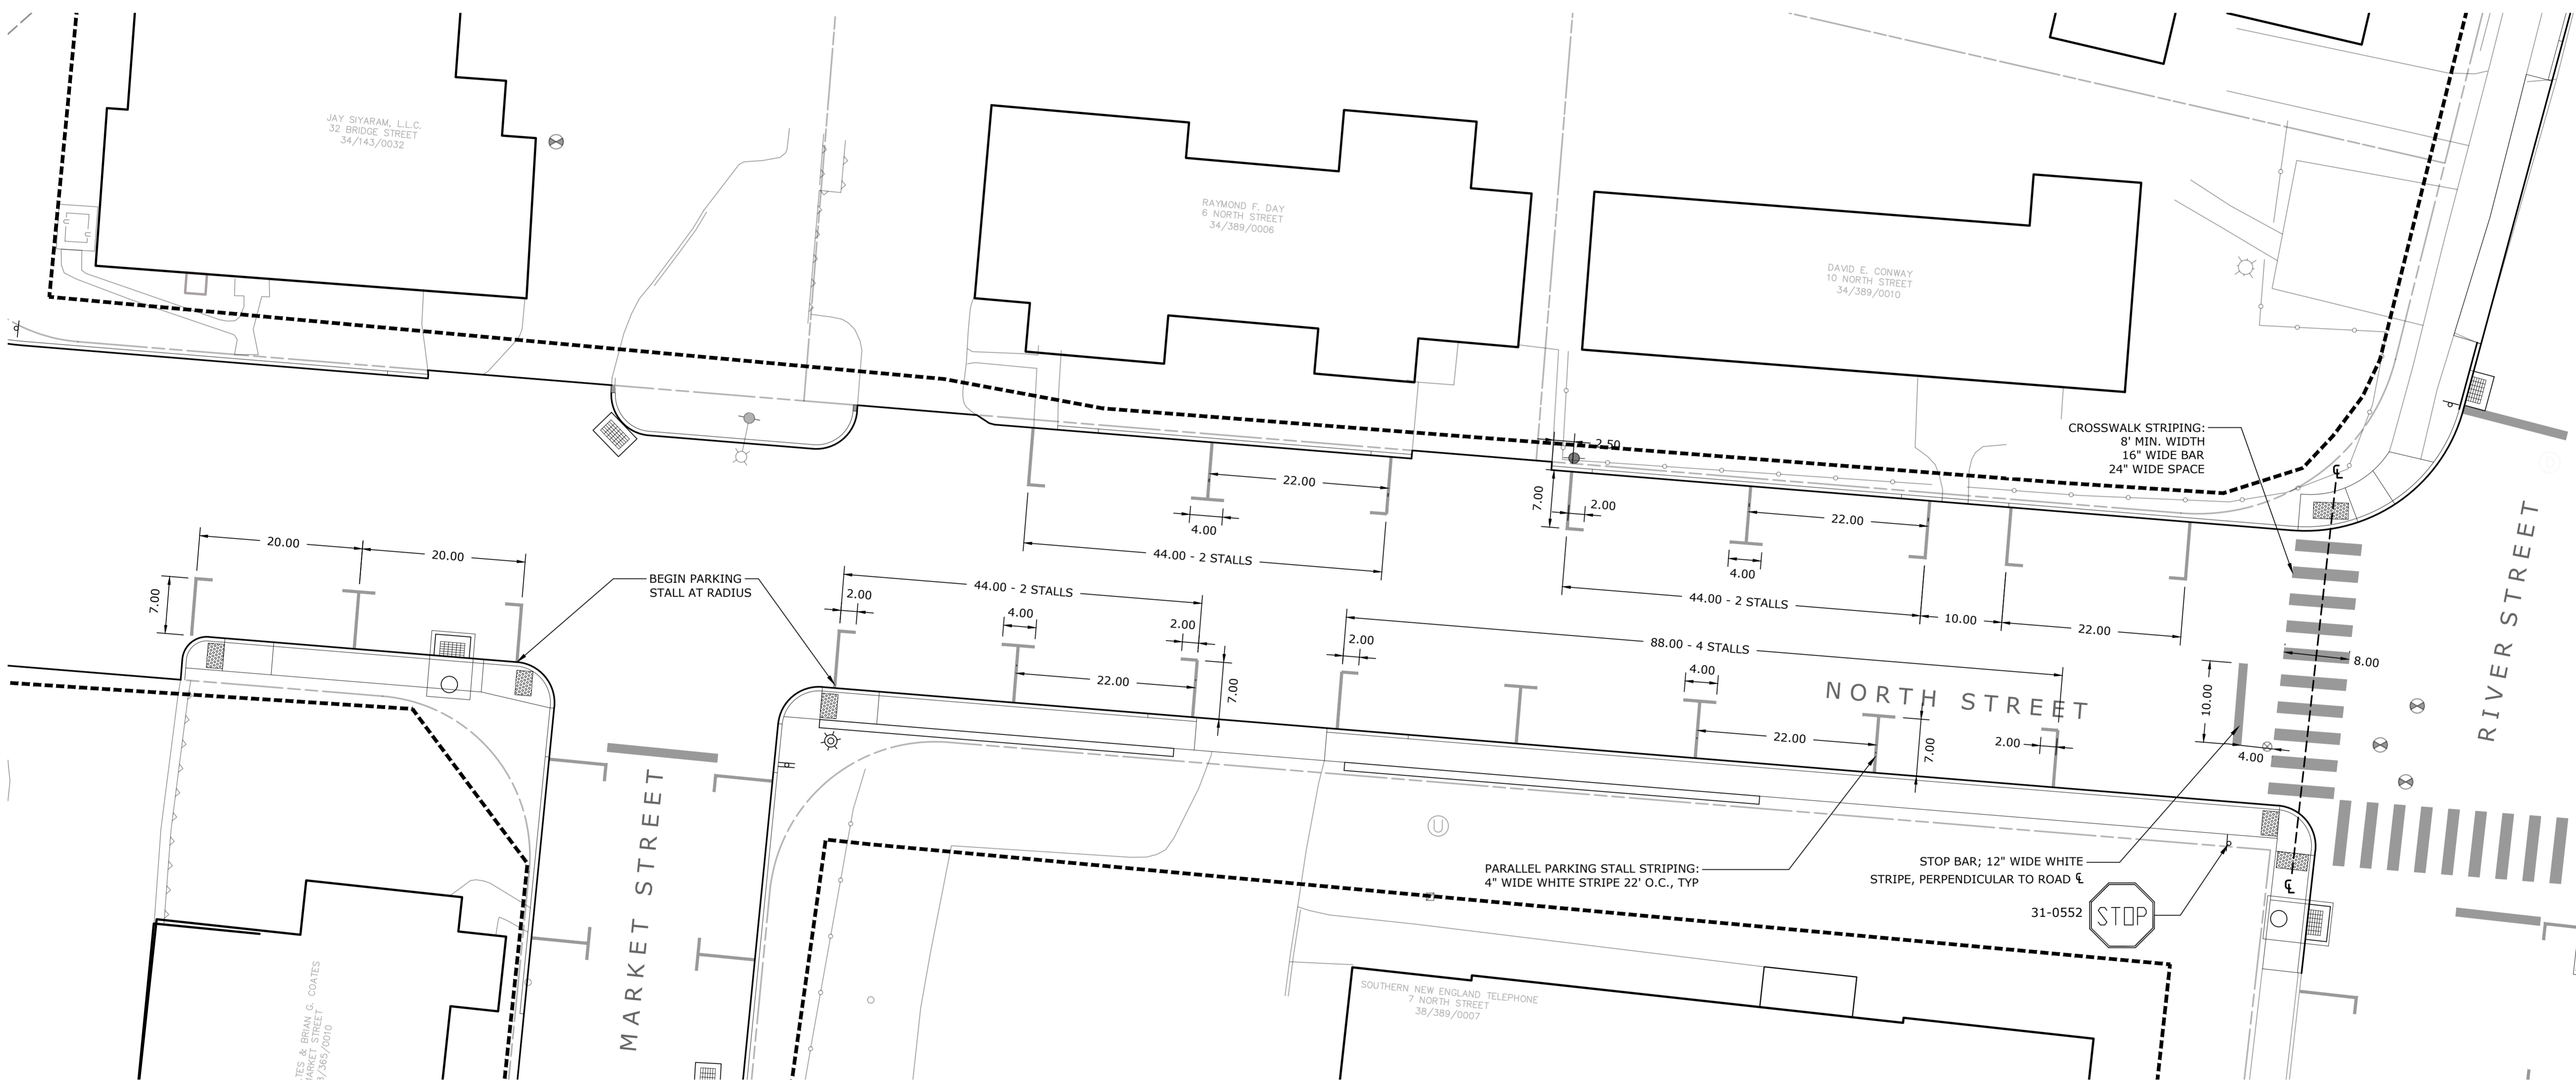 JAY SIYARAM, L.L.C.
32 BRIDGE STREET
34/143/0032
RAYMOND F. DAY
6 NORTH STREET
34/389/0006
DAVID E. CONWAY
10 NORTH STREET
34/389/0010
CROSSWALK STRIPING:
8' MIN. WIDTH
16" WIDE BAR
24" WIDE SPACE
℄
2.50
22.00
7.00
2.00
22.00
4.00
4.00
44.00 - 2 STALLS
20.00
20.00
7.00
BEGIN PARKING
STALL AT RADIUS
44.00 - 2 STALLS
2.00
4.00
2.00
22.00
7.00
44.00 - 2 STALLS
10.00
22.00
88.00 - 4 STALLS
2.00
4.00
22.00
7.00
2.00
NORTH STREET
RIVER STREET
8.00
10.00
4.00
MARKET STREET
U
PARALLEL PARKING STALL STRIPING:
4" WIDE WHITE STRIPE 22' O.C., TYP
STOP BAR; 12" WIDE WHITE
STRIPE, PERPENDICULAR TO ROAD ℄
31-0552
STOP
℄
SOUTHERN NEW ENGLAND TELEPHONE
7 NORTH STREET
38/389/0007
& BRIAN G. COATES
MARKET STREET
/365/0010